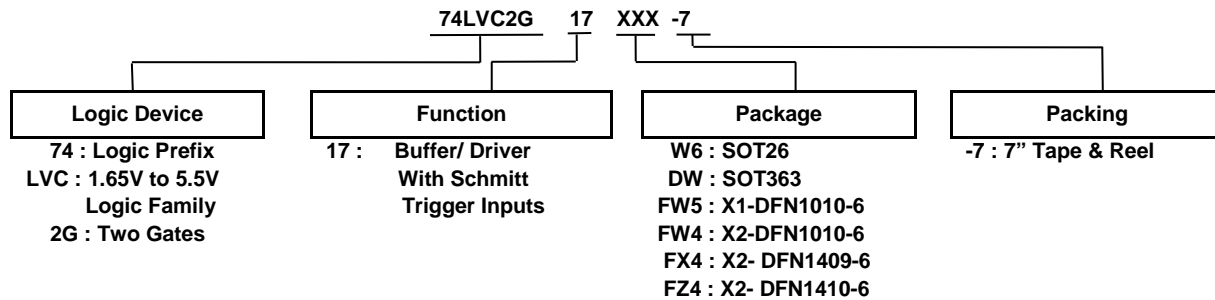 74LVC2G 17 XXX -7
Logic Device Function Package Packing
74 : Logic Prefix 17 : Buffer/ Driver W6 : SOT26 -7 : 7” Tape & Reel
LVC : 1.65V to 5.5V With Schmitt DW : SOT363
Logic Family Trigger Inputs FW5 : X1-DFN1010-6
2G : Two Gates FW4 : X2-DFN1010-6
FX4 : X2- DFN1409-6
FZ4 : X2- DFN1410-6